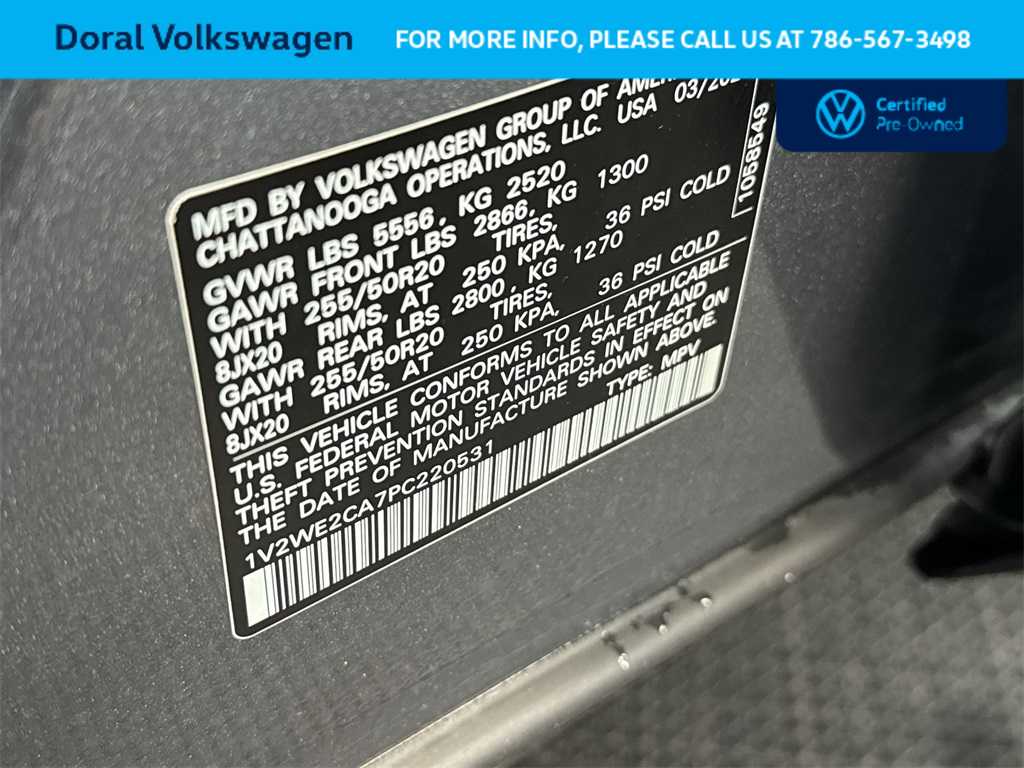 Doral Volkswagen
FOR MORE INFO, PLEASE CALL US AT 786-567-3498
Certified
Pre-Owned
MFD BY VOLKSWAGEN GROUP OF
CHATTANOOGA OPERATIONS, LLC. USA
GVWR LBS 5556, KG 2520
GAWR FRONT LBS 2866, KG 1300
WITH 255/50R20 TIRES,
8JX20 RIMS, AT 250 KPA, 36 PSI COLD
GAWR REAR LBS 2800, KG 1270
WITH 255/50R20 TIRES,
8JX20 RIMS, AT 250 KPA, 36 PSI COLD
THIS VEHICLE CONFORMS TO ALL APPLICABLE
U.S. FEDERAL MOTOR VEHICLE SAFETY AND
THEFT PREVENTION STANDARDS IN EFFECT ON
THE DATE OF MANUFACTURE SHOWN ABOVE.
1V2WE2CA7PC220531 TYPE: MPV
10585549